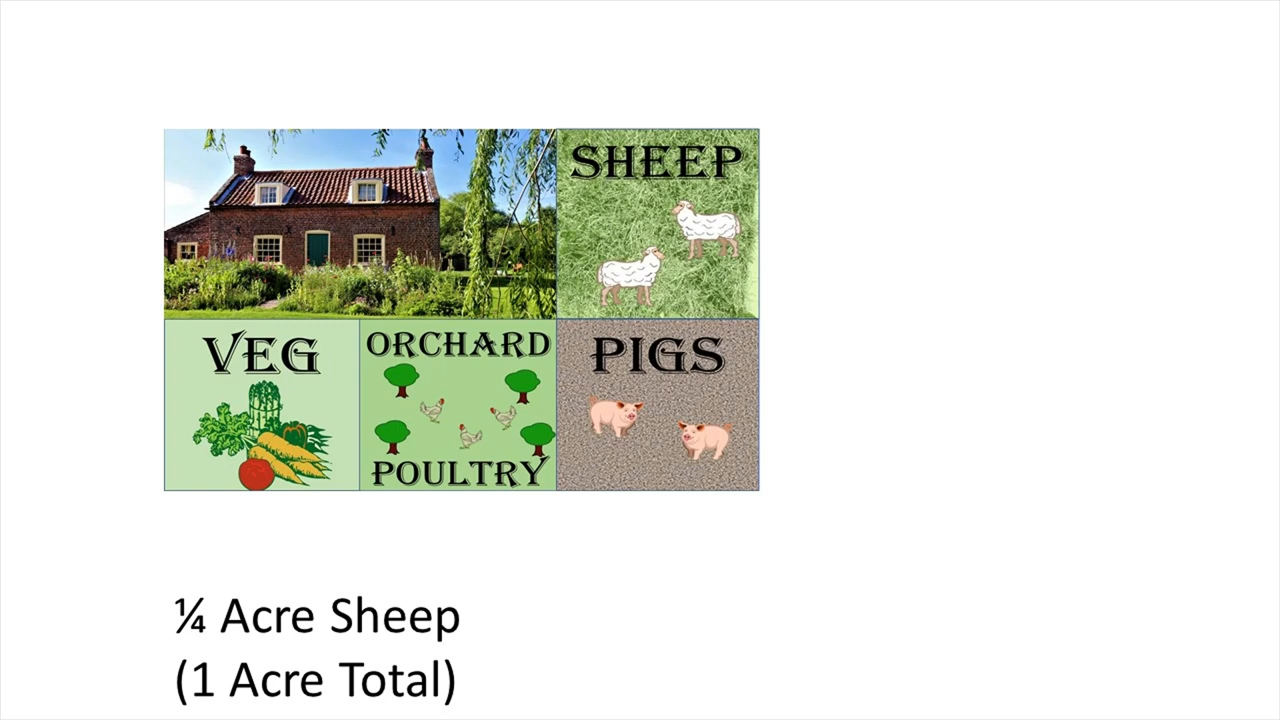 SHEEP
VEG
ORCHARD
POULTRY
PIGS
¼ Acre Sheep
(1 Acre Total)